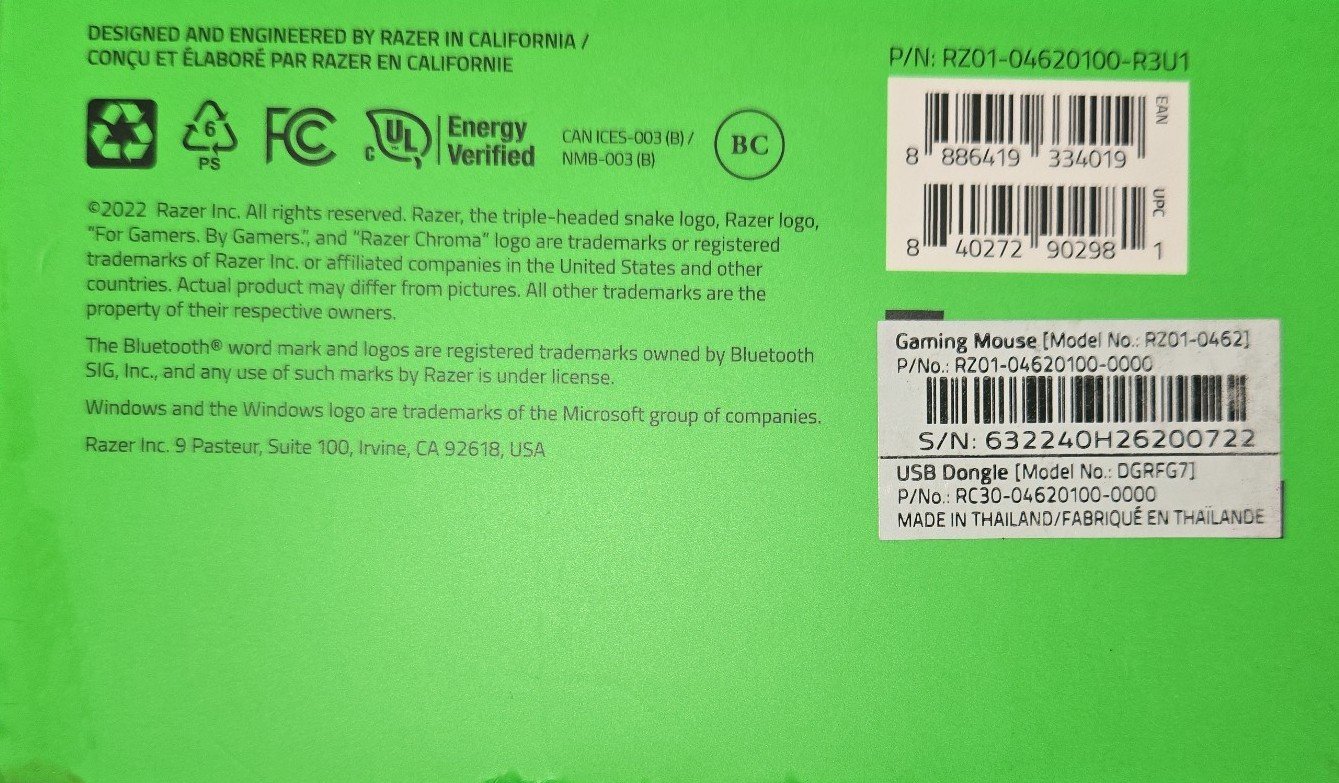 DESIGNED AND ENGINEERED BY RAZER IN CALIFORNIA /
CONÇU ET ÉLABORÉ PAR RAZER EN CALIFORNIE
6
PS
FC
C UL Energy
Verified
CAN ICES-003 (B) /
NMB-003 (B)
BC
©2022 Razer Inc. All rights reserved. Razer, the triple-headed snake logo, Razer logo,
“For Gamers. By Gamers.”, and “Razer Chroma” logo are trademarks or registered
trademarks of Razer Inc. or affiliated companies in the United States and other
countries. Actual product may differ from pictures. All other trademarks are the
property of their respective owners.
The Bluetooth® word mark and logos are registered trademarks owned by Bluetooth
SIG, Inc., and any use of such marks by Razer is under license.
Windows and the Windows logo are trademarks of the Microsoft group of companies.
Razer Inc. 9 Pasteur, Suite 100, Irvine, CA 92618, USA
P/N: RZ01-04620100-R3U1
EAN
8 886419 334019
UPC
8 40272 90298 1
Gaming Mouse [Model No.: RZ01-0462]
P/No.: RZ01-04620100-0000
S/N: 632240H26200722
USB Dongle [Model No.: DGRFG7]
P/No.: RC30-04620100-0000
MADE IN THAILAND/FABRIQUÉ EN THAÏLANDE